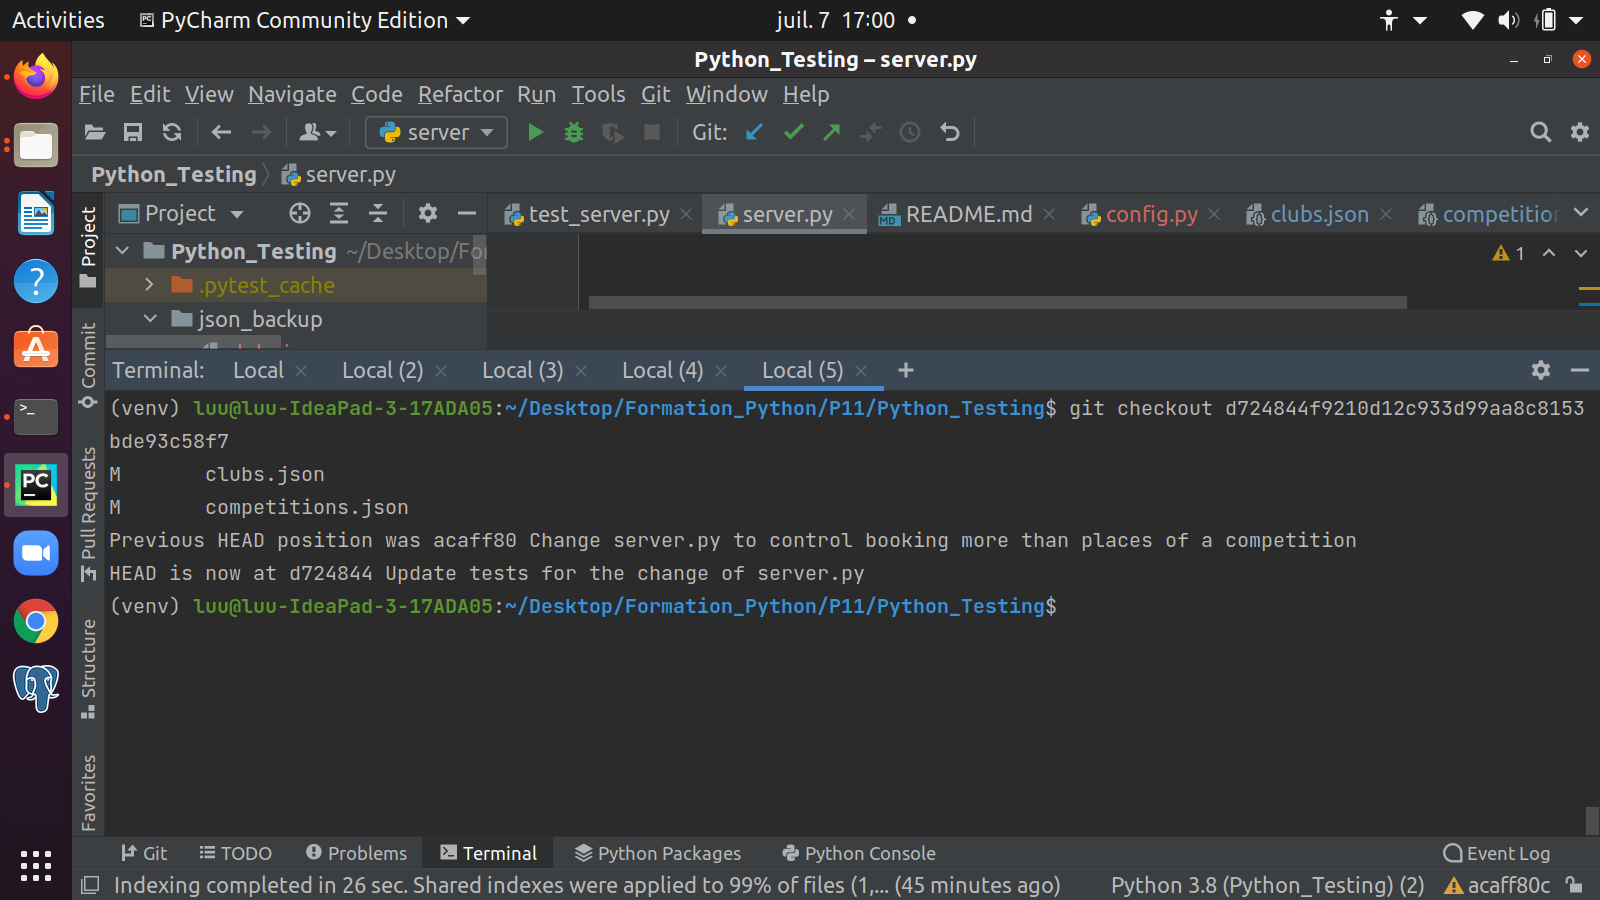 Activities
PyCharm Community Edition
juil. 7 17:00
Python_Testing – server.py
File Edit View Navigate Code Refactor Run Tools Git Window Help
server
Git:
Python_Testing
server.py
Project
test_server.py
server.py
README.md
config.py
clubs.json
competition
Python_Testing ~/Desktop/For
1
.pytest_cache
json_backup
Project
Commit
Pull Requests
Structure
Favorites
Terminal: Local Local (2) Local (3) Local (4) Local (5)
(venv) luu@luu-IdeaPad-3-17ADA05:~/Desktop/Formation_Python/P11/Python_Testing$ git checkout d724844f9210d12c933d99aa8c8153
bde93c58f7
M clubs.json
M competitions.json
Previous HEAD position was acaff80 Change server.py to control booking more than places of a competition
HEAD is now at d724844 Update tests for the change of server.py
(venv) luu@luu-IdeaPad-3-17ADA05:~/Desktop/Formation_Python/P11/Python_Testing$
Git TODO Problems Terminal Python Packages Python Console Event Log
Indexing completed in 26 sec. Shared indexes were applied to 99% of files (1,... (45 minutes ago) Python 3.8 (Python_Testing) (2) acaff80c